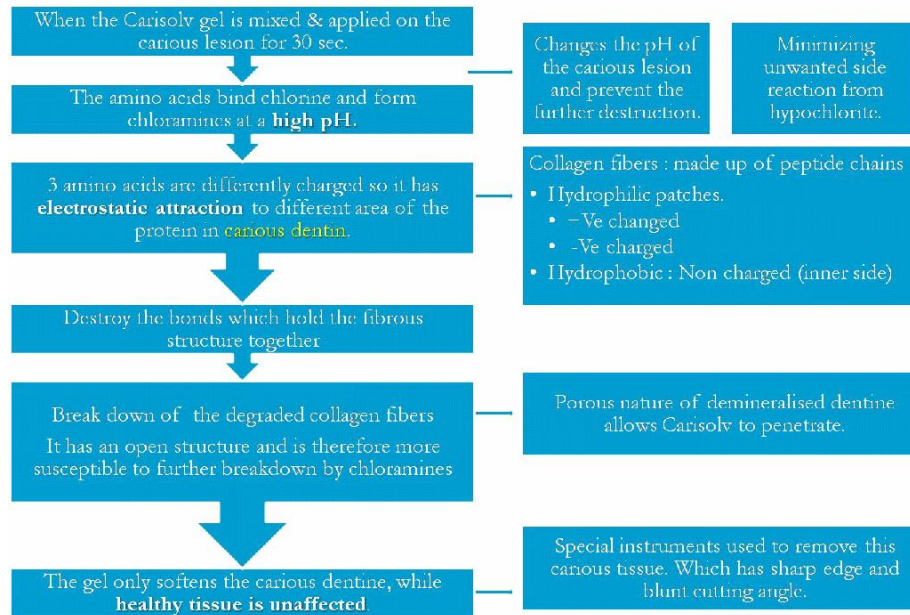 When the Carisolv gel is mixed & applied on the
carious lesion for 30 sec.
Changes the pH of
the carious lesion
and prevent the
further destruction.
Minimizing
unwanted side
reaction from
hypochlorite.
The amino acids bind chlorine and form
chloramines at a high pH.
3 amino acids are differently charged so it has
electrostatic attraction to different area of the
protein in carious dentin.
Collagen fibers : made up of peptide chains
• Hydrophilic patches.
• –Ve changed
• -Ve charged
• Hydrophobic : Non charged (inner side)
Destroy the bonds which hold the fibrous
structure together
Break down of the degraded collagen fibers
It has an open structure and is therefore more
susceptible to further breakdown by chloramines
Porous nature of demineralised dentine
allows Carisolv to penetrate.
The gel only softens the carious dentine, while
healthy tissue is unaffected.
Special instruments used to remove this
carious tissue. Which has sharp edge and
blunt cutting angle.